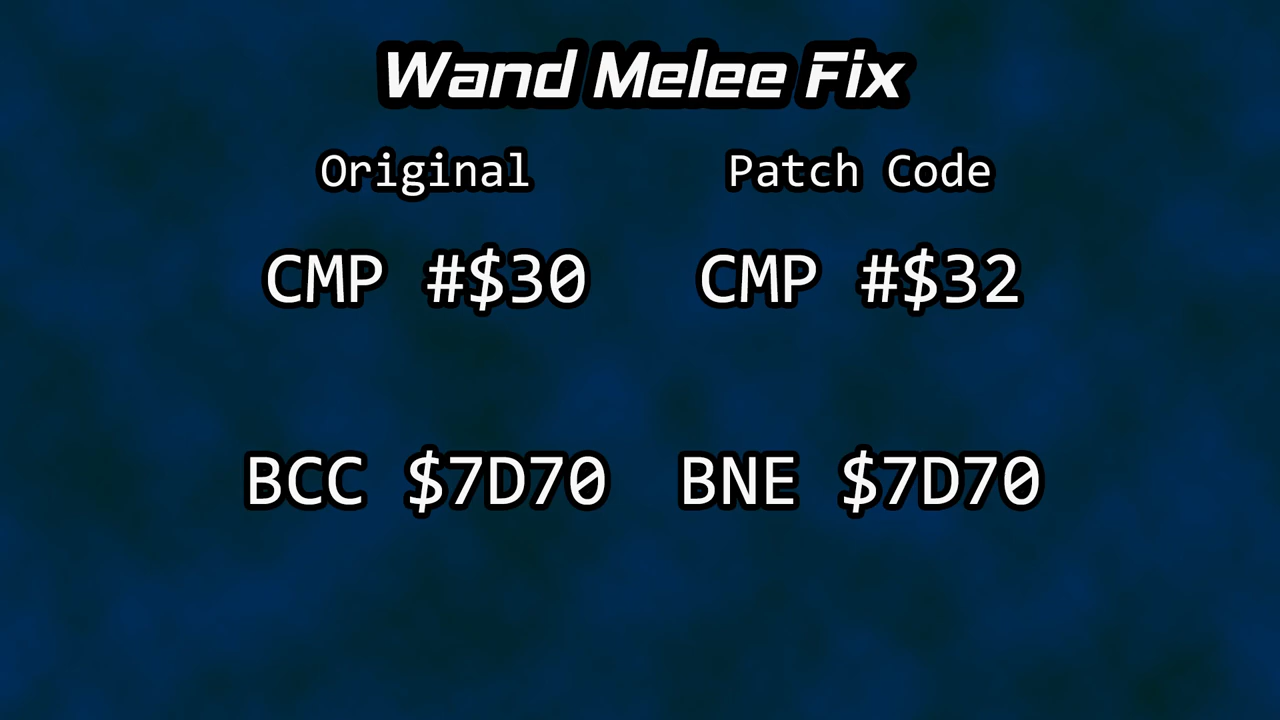 Wand Melee Fix
Original Patch Code
CMP #$30 CMP #$32
BCC $7D70 BNE $7D70